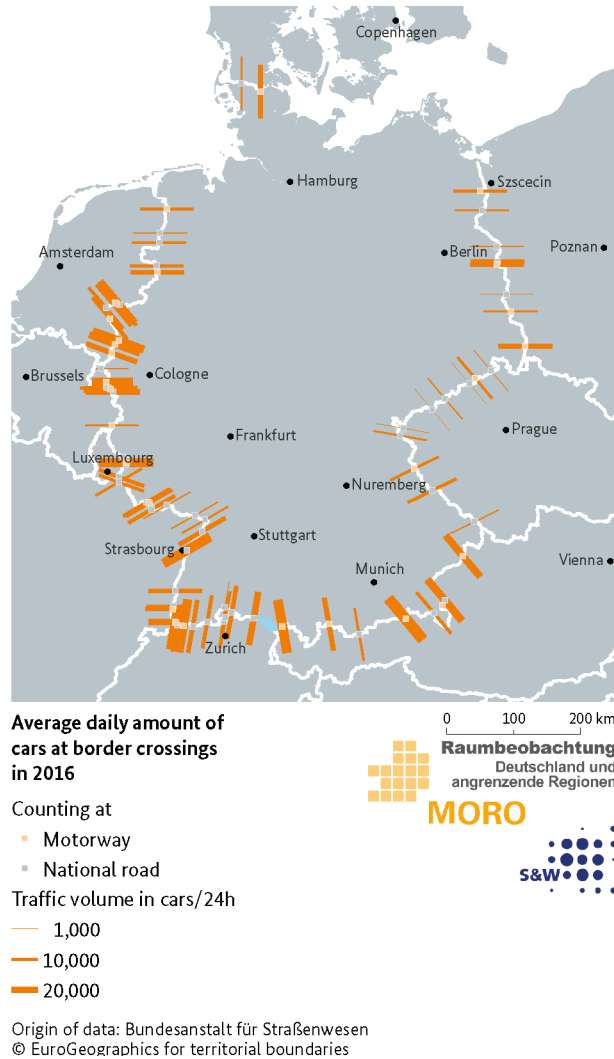 Copenhagen
Hamburg
Szscecin
Amsterdam
Berlin
Poznan
Brussels
Cologne
Prague
Frankfurt
Luxembourg
Nuremberg
Stuttgart
Strasbourg
Vienna
Munich
Zurich
Average daily amount of
cars at border crossings
in 2016
0 100 200 km
Raumbeobachtung
Deutschland und
angrenzende Regionen
MORO
S&W
Counting at
Motorway
National road
Traffic volume in cars/24h
1,000
10,000
20,000
Origin of data: Bundesanstalt für Straßenwesen
© EuroGeographics for territorial boundaries